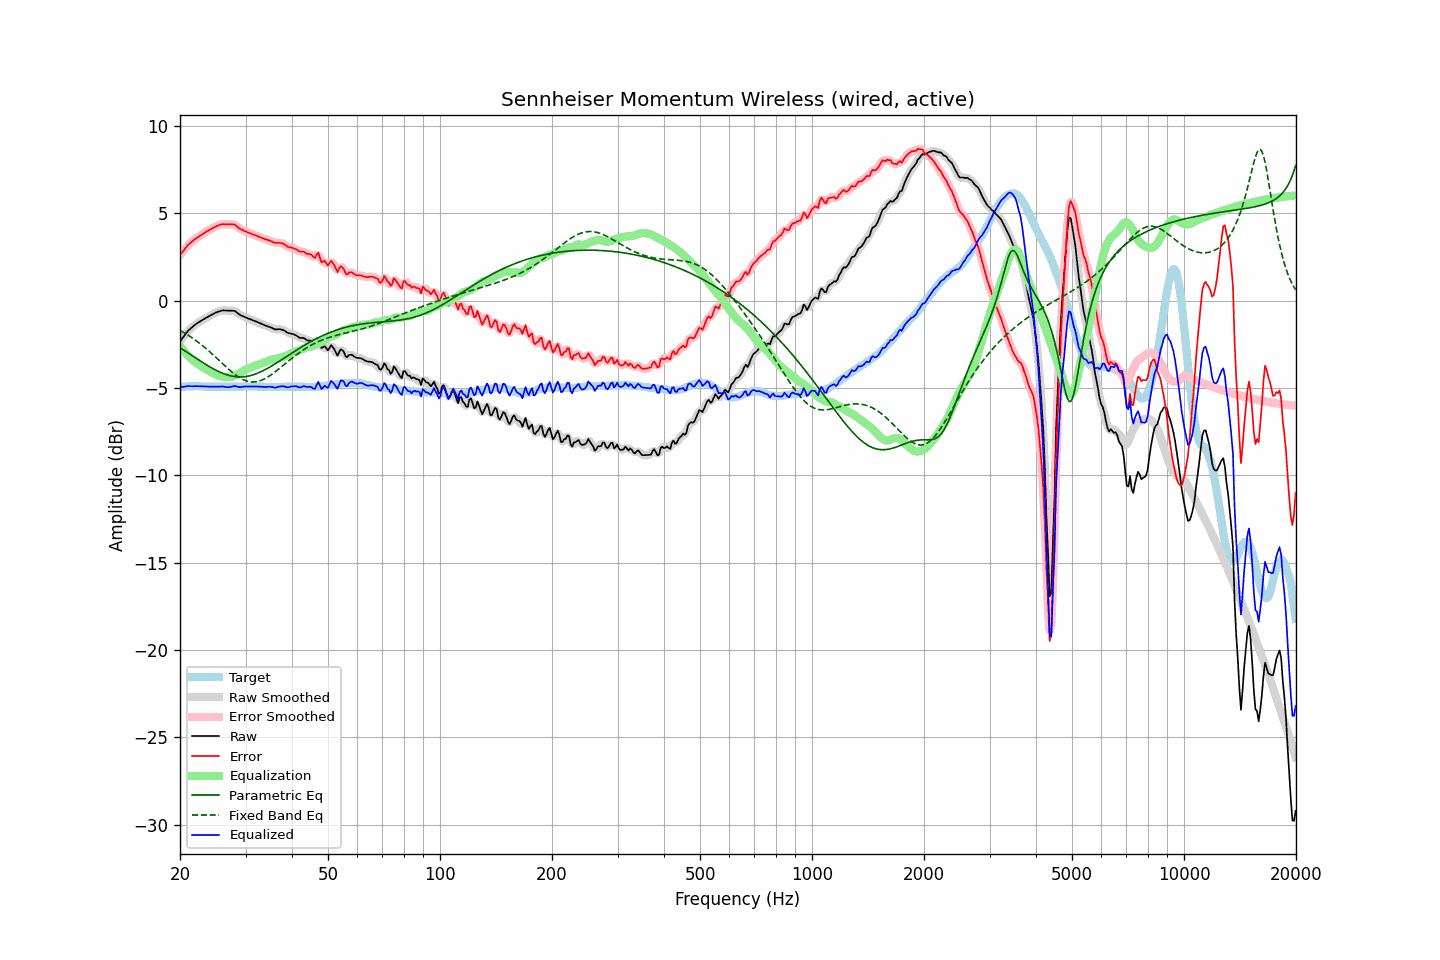 Sennheiser Momentum Wireless (wired, active)
10
5
0
−5
−10
−15
−20
−25
−30
Amplitude (dBr)
Target
Raw Smoothed
Error Smoothed
Raw
Error
Equalization
Parametric Eq
Fixed Band Eq
Equalized
20 50 100 200 500 1000 2000 5000 10000 20000
Frequency (Hz)